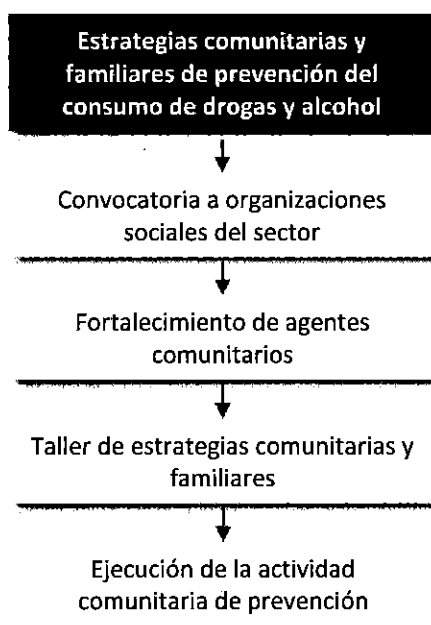 Estrategias comunitarias y
familiares de prevención del
consumo de drogas y alcohol
Convocatoria a organizaciones
sociales del sector
Fortalecimiento de agentes
comunitarios
Taller de estrategias comunitarias y
familiares
Ejecución de la actividad
comunitaria de prevención